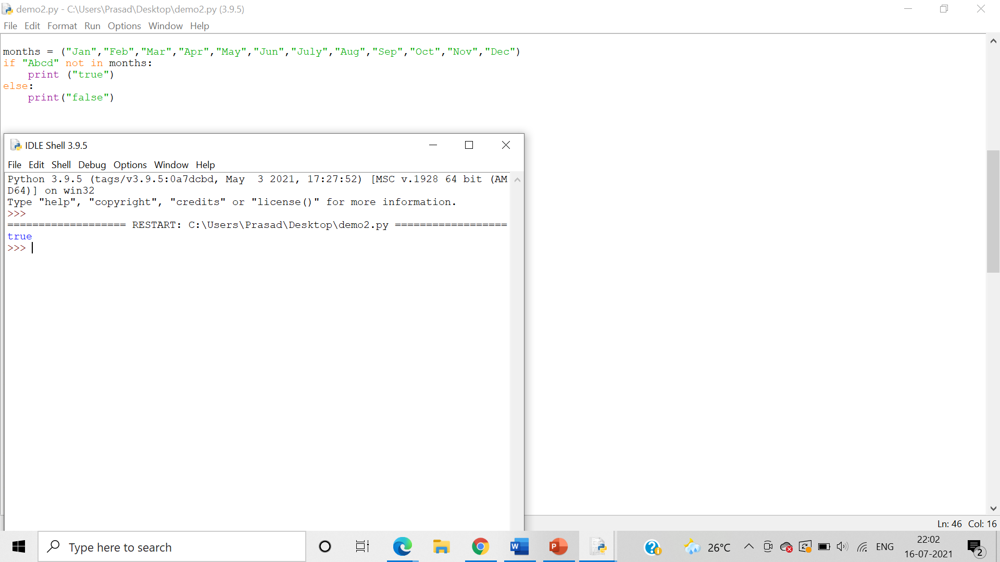 demo2.py - C:\Users\Prasad\Desktop\demo2.py (3.9.5)
File Edit Format Run Options Window Help
months = ("Jan","Feb","Mar","Apr","May","Jun","July","Aug","Sep","Oct","Nov","Dec")
if "Abcd" not in months:
    print ("true")
else:
    print("false")
IDLE Shell 3.9.5
File Edit Shell Debug Options Window Help
Python 3.9.5 (tags/v3.9.5:0a7dcbd, May  3 2021, 17:27:52) [MSC v.1928 64 bit (AM
D64)] on win32
Type "help", "copyright", "credits" or "license()" for more information.
>>>
=================== RESTART: C:\Users\Prasad\Desktop\demo2.py ==================
true
>>>
Ln: 46 Col: 16
Type here to search
W
P
26°C
ENG
22:02
16-07-2021
2